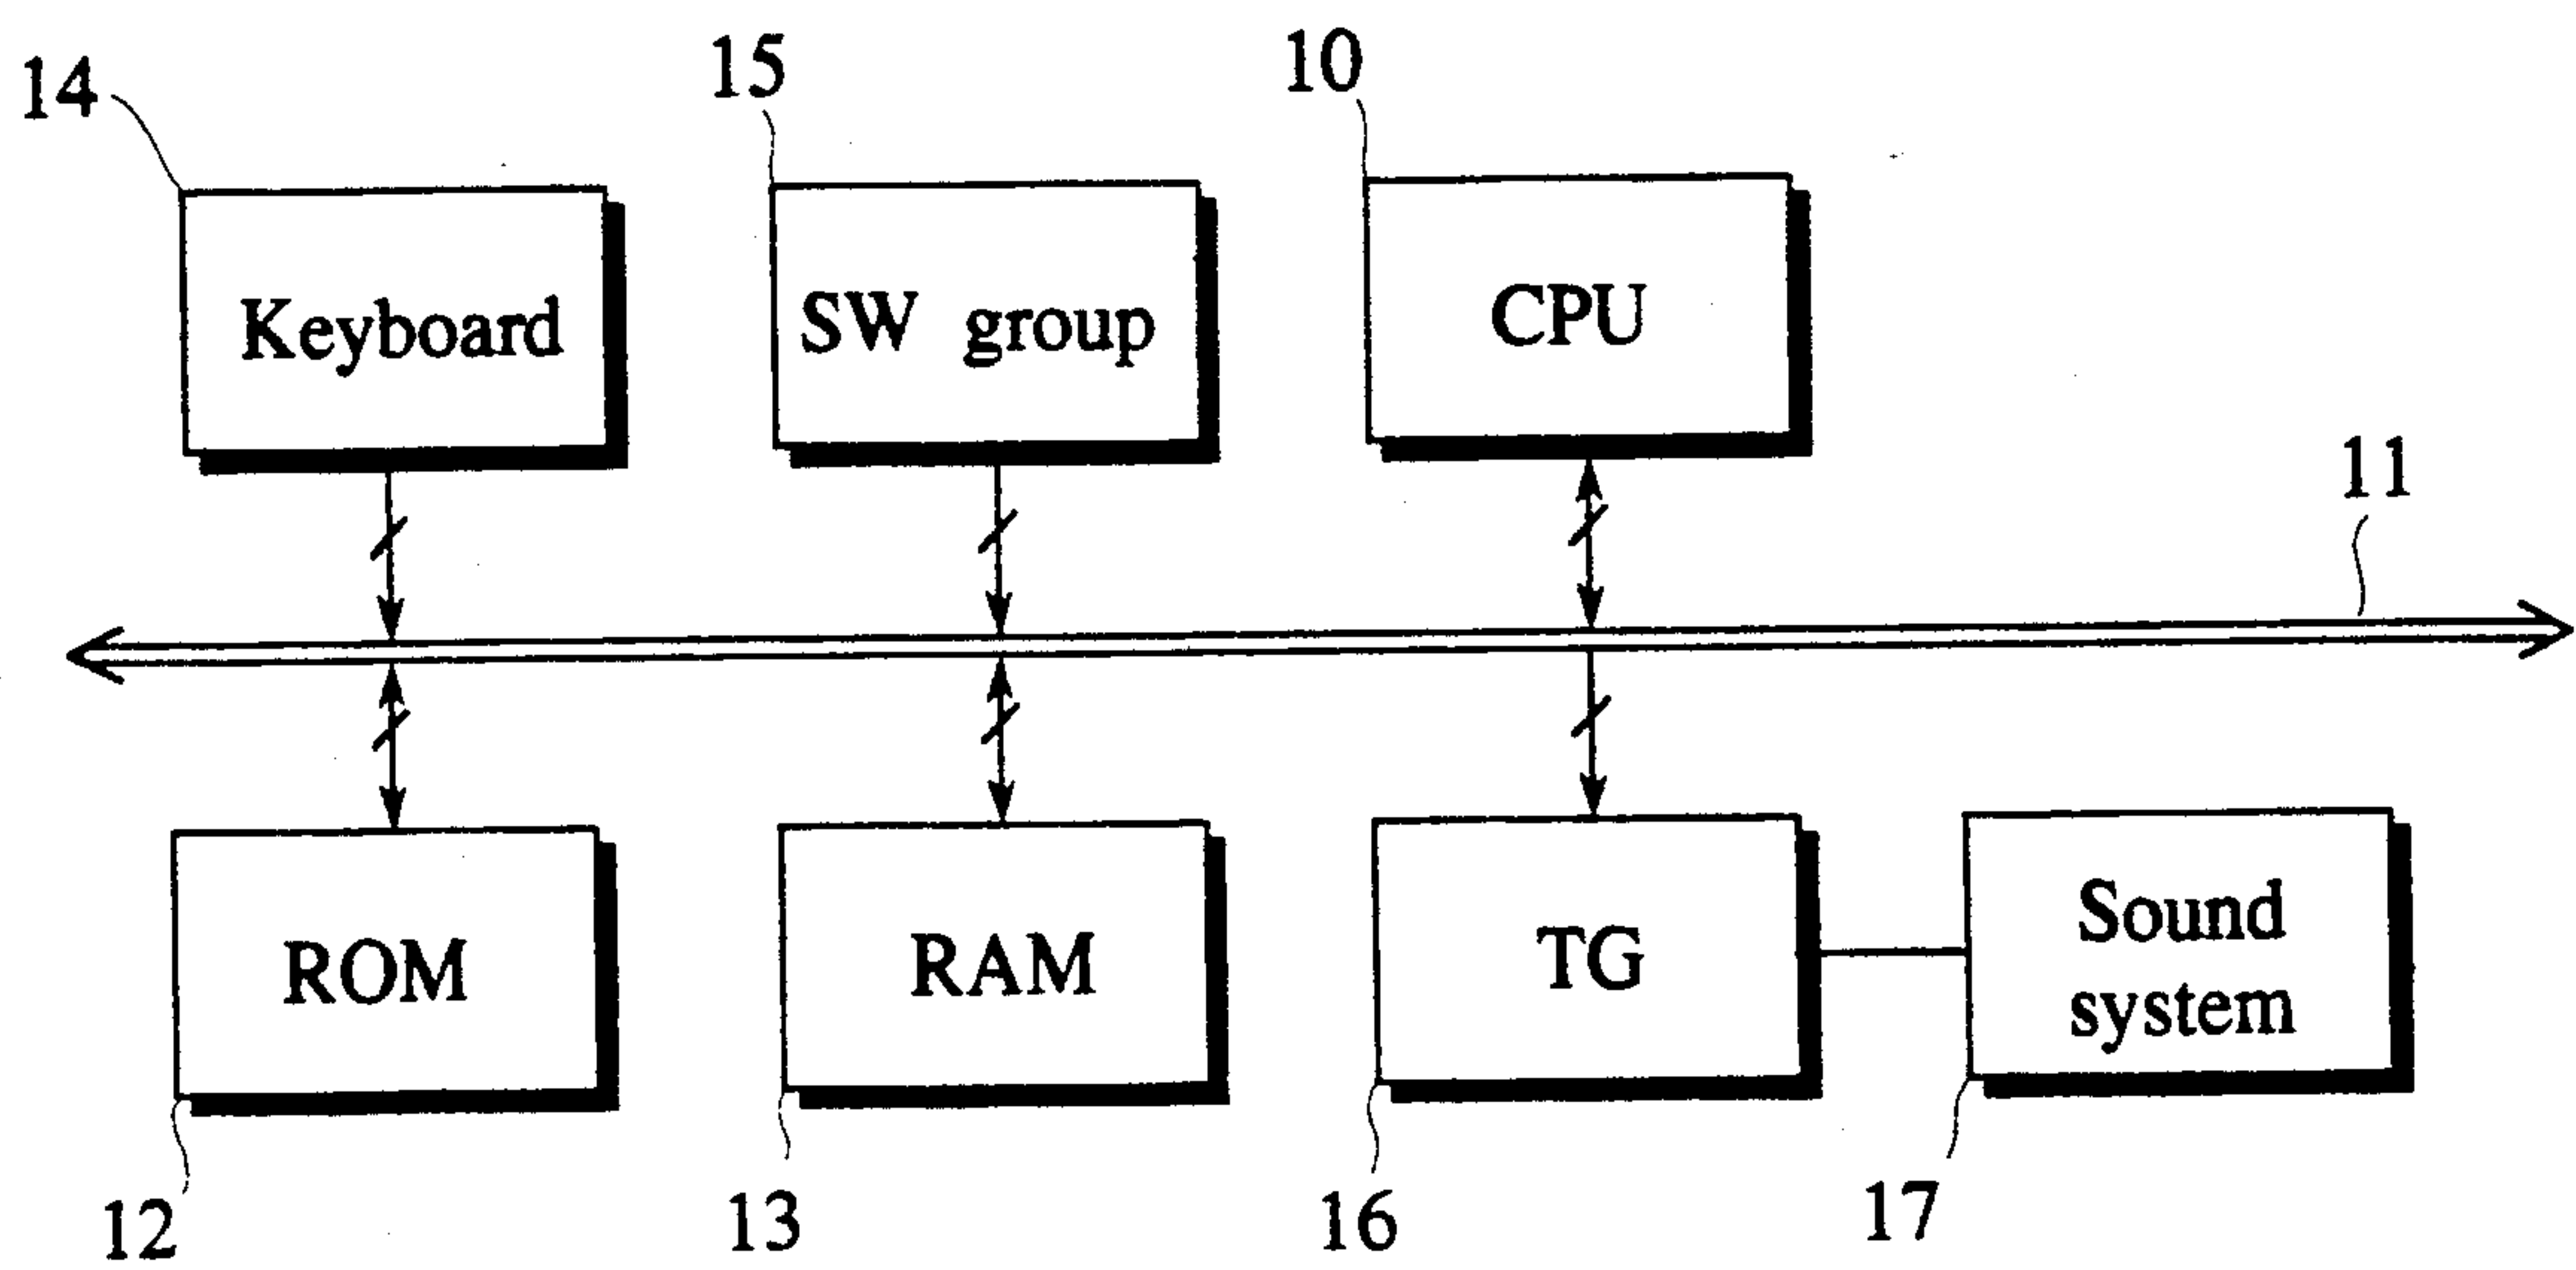 14
15
10
Keyboard
SW group
CPU
11
ROM
RAM
TG
Sound
system
12
13
16
17